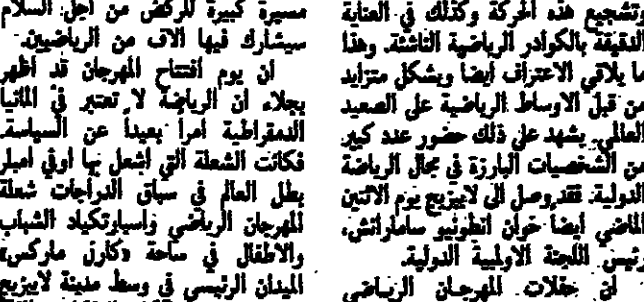 تشجيع هذه الحركة وكذلك في العناية
الدقيقة بالكوادر الرياضية الناشئة. وهذا
ما يلاقي الاعتراف ايضا وبشكل متزايد
من قبل الاوساط الرياضية على الصعيد
العالمي. يشهد على ذلك حضور عدد كبير
من الشخصيات البارزة في مجال الرياضة
الدولية. فقد وصل الى لايبزيج يوم الاثنين
الماضي ايضا خوان انطونيو سامارانش،
رئيس اللجنة الاولمبية الدولية.
ان حفلات المهرجان الرياضي
مسيرة كبيرة للركض من اجل السلام
سيشارك فيها الاف من الرياضيين.
ان يوم افتتاح المهرجان قد اظهر
بجلاء ان الرياضة لا تعتبر في المانيا
الدمقراطية امراً بعيداً عن السياسة.
فكانت الشعلة التي اشعل بها اوفي امبلر
بطل العالم في سباق الدراجات شعلة
المهرجان الرياضي واسبارتكياد الشباب
والاطفال في ساحة «كارل ماركس»
الميدان الرئيسي في وسط مدينة لايبزيج